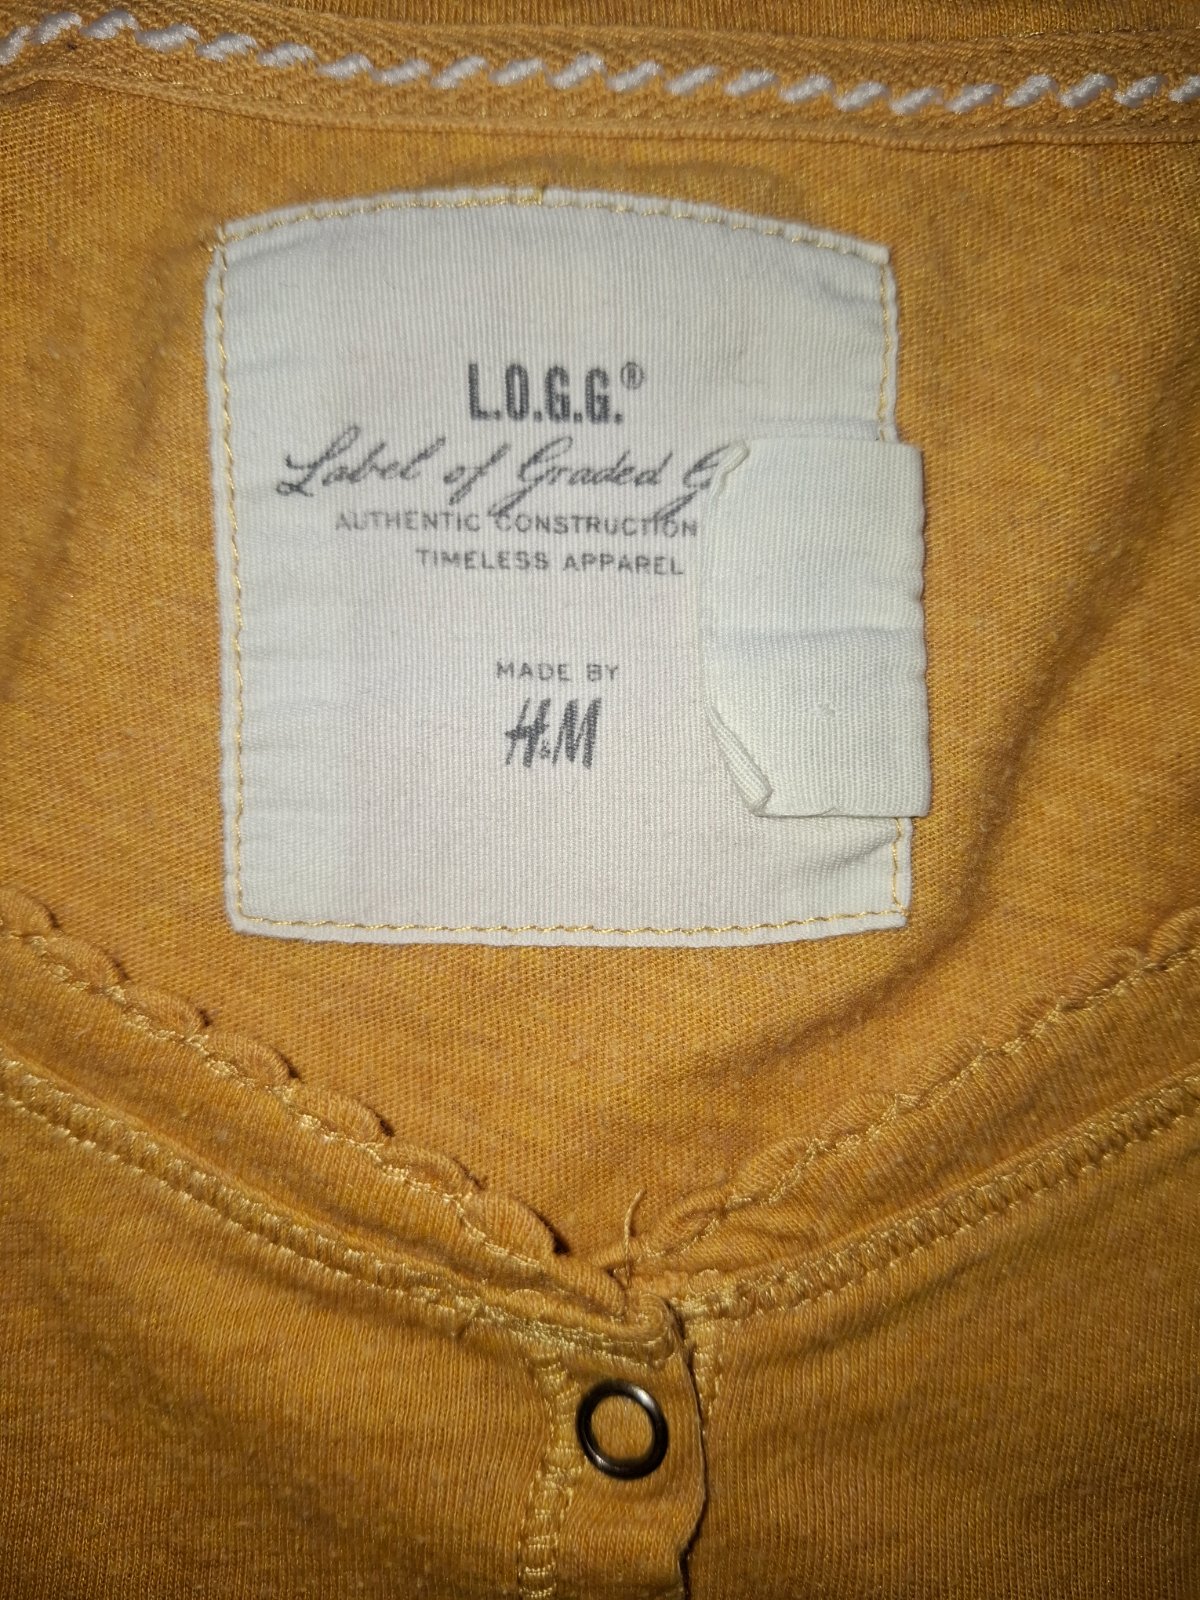 L.O.G.G.®
Label of Graded
AUTHENTIC CONSTRUCTION
TIMELESS APPAREL
MADE BY
H&M